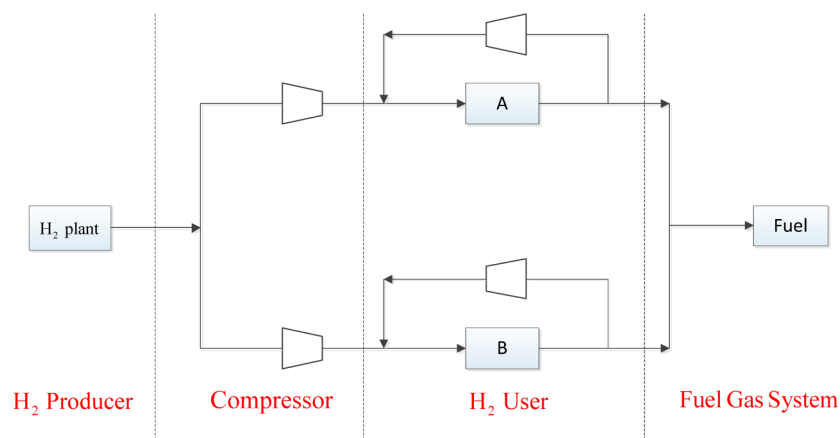 A
H₂ plant
Fuel
B
H₂ Producer
Compressor
H₂ User
Fuel Gas System